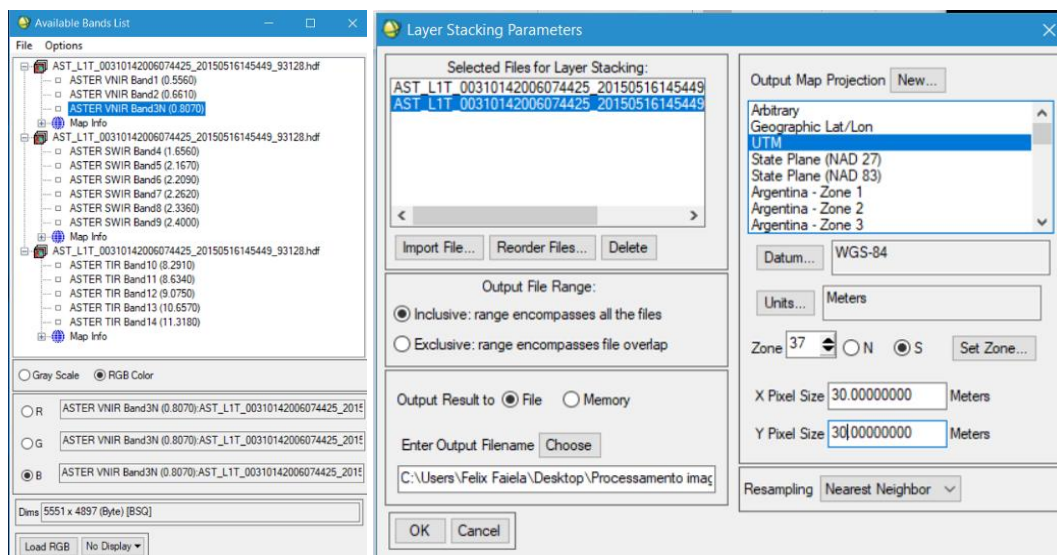 Available Bands List
File Options
AST_L1T_00310142006074425_20150516145449_93128.hdf
ASTER VNIR Band1 (0.5560)
ASTER VNIR Band2 (0.6610)
ASTER VNIR Band3N (0.8070)
Map Info
AST_L1T_00310142006074425_20150516145449_93128.hdf
ASTER SWIR Band4 (1.6560)
ASTER SWIR Band5 (2.1670)
ASTER SWIR Band6 (2.2090)
ASTER SWIR Band7 (2.2620)
ASTER SWIR Band8 (2.3360)
ASTER SWIR Band9 (2.4000)
Map Info
AST_L1T_00310142006074425_20150516145449_93128.hdf
ASTER TIR Band10 (8.2910)
ASTER TIR Band11 (8.6340)
ASTER TIR Band12 (9.0750)
ASTER TIR Band13 (10.6570)
ASTER TIR Band14 (11.3180)
Map Info
Gray Scale RGB Color
R ASTER VNIR Band3N (0.8070):AST_L1T_00310142006074425_2015
G ASTER VNIR Band3N (0.8070):AST_L1T_00310142006074425_2015
B ASTER VNIR Band3N (0.8070):AST_L1T_00310142006074425_2015
Dims 5551 x 4897 (Byte) [BSQ]
Load RGB No Display
Layer Stacking Parameters
Selected Files for Layer Stacking:
AST_L1T_00310142006074425_20150516145449
AST_L1T_00310142006074425_20150516145449
Import File... Reorder Files... Delete
Output File Range:
Inclusive: range encompasses all the files
Exclusive: range encompasses file overlap
Output Result to File Memory
Enter Output Filename Choose
C:\Users\Felix Faiela\Desktop\Processamento imag
OK Cancel
Output Map Projection New...
Arbitrary
Geographic Lat/Lon
UTM
State Plane (NAD 27)
State Plane (NAD 83)
Argentina - Zone 1
Argentina - Zone 2
Argentina - Zone 3
Datum... WGS-84
Units... Meters
Zone 37 N S Set Zone...
X Pixel Size 30.00000000 Meters
Y Pixel Size 30.00000000 Meters
Resampling Nearest Neighbor